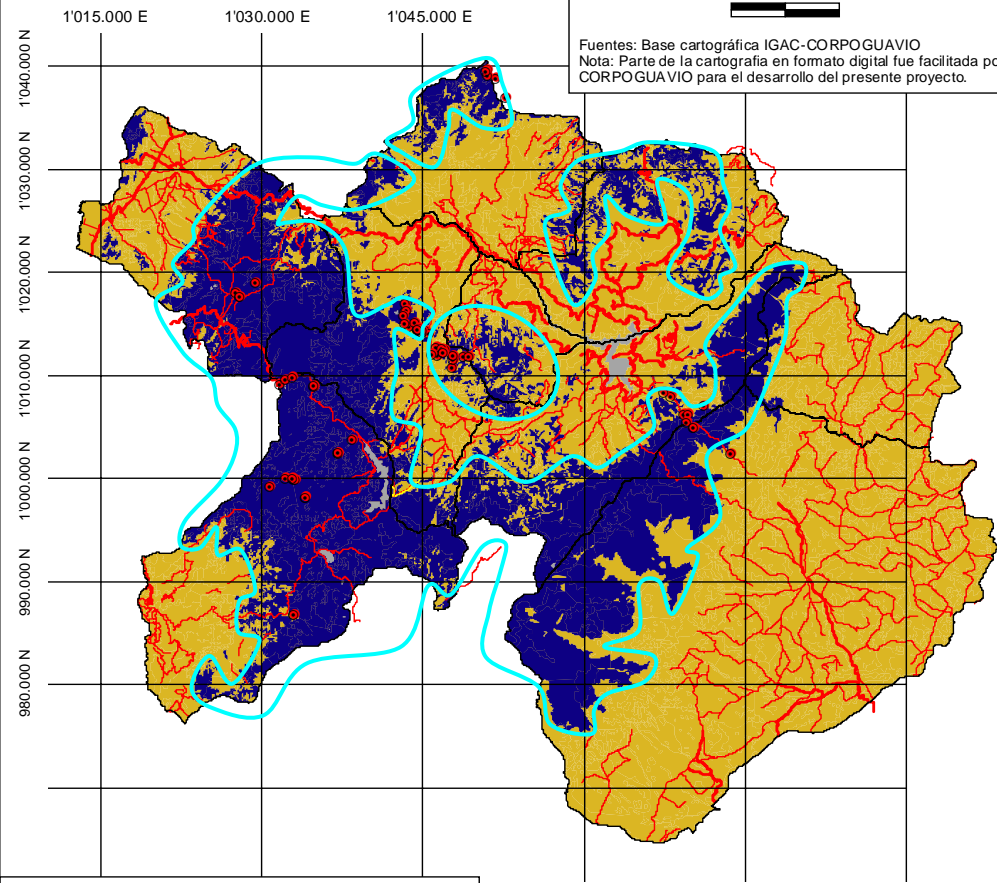 1'015.000 E
1'030.000 E
1'045.000 E
Fuentes: Base cartográfica IGAC-CORPOGUAVIO
Nota: Parte de la cartografia en formato digital fue facilitada po
CORPOGUAVIO para el desarrollo del presente proyecto.
1'040.000 N
1'030.000 N
1'020.000 N
1'010.000 N
1'000.000 N
990.000 N
980.000 N